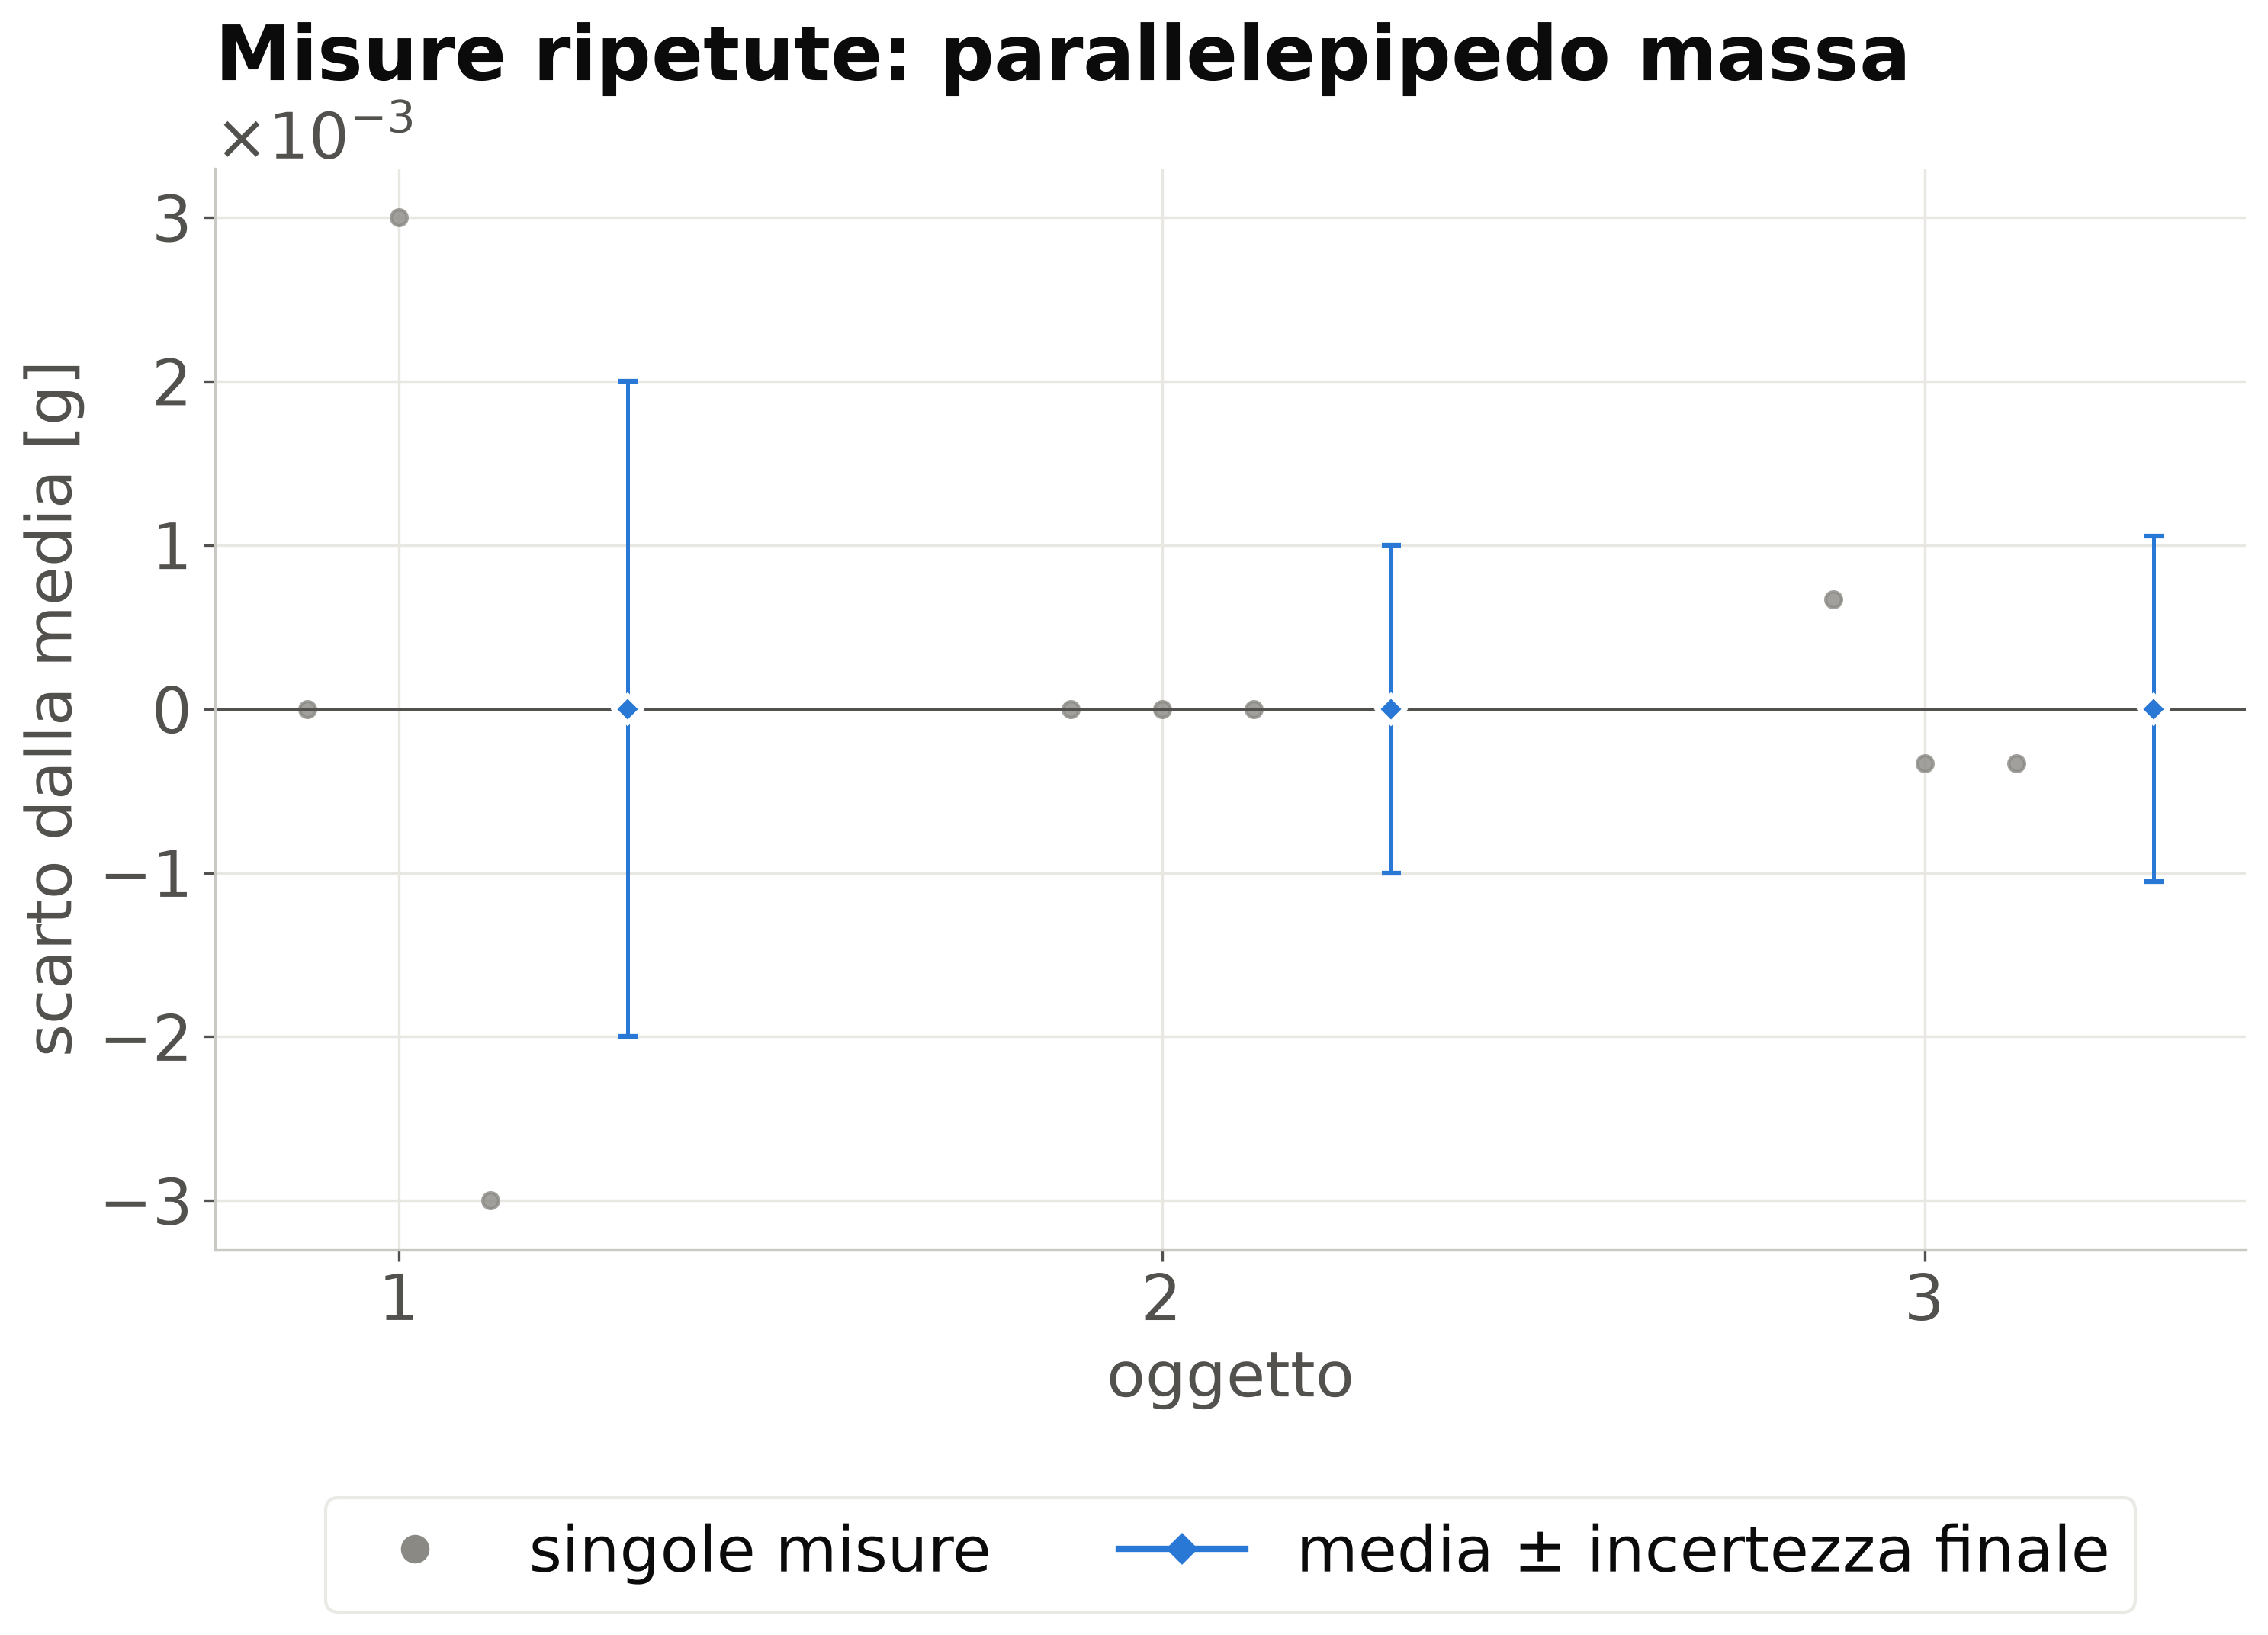 Misure ripetute: parallelepipedo massa
×10⁻³
3
2
1
0
−1
−2
−3
scarto dalla media [g]
1 2 3
oggetto
singole misure media ± incertezza finale